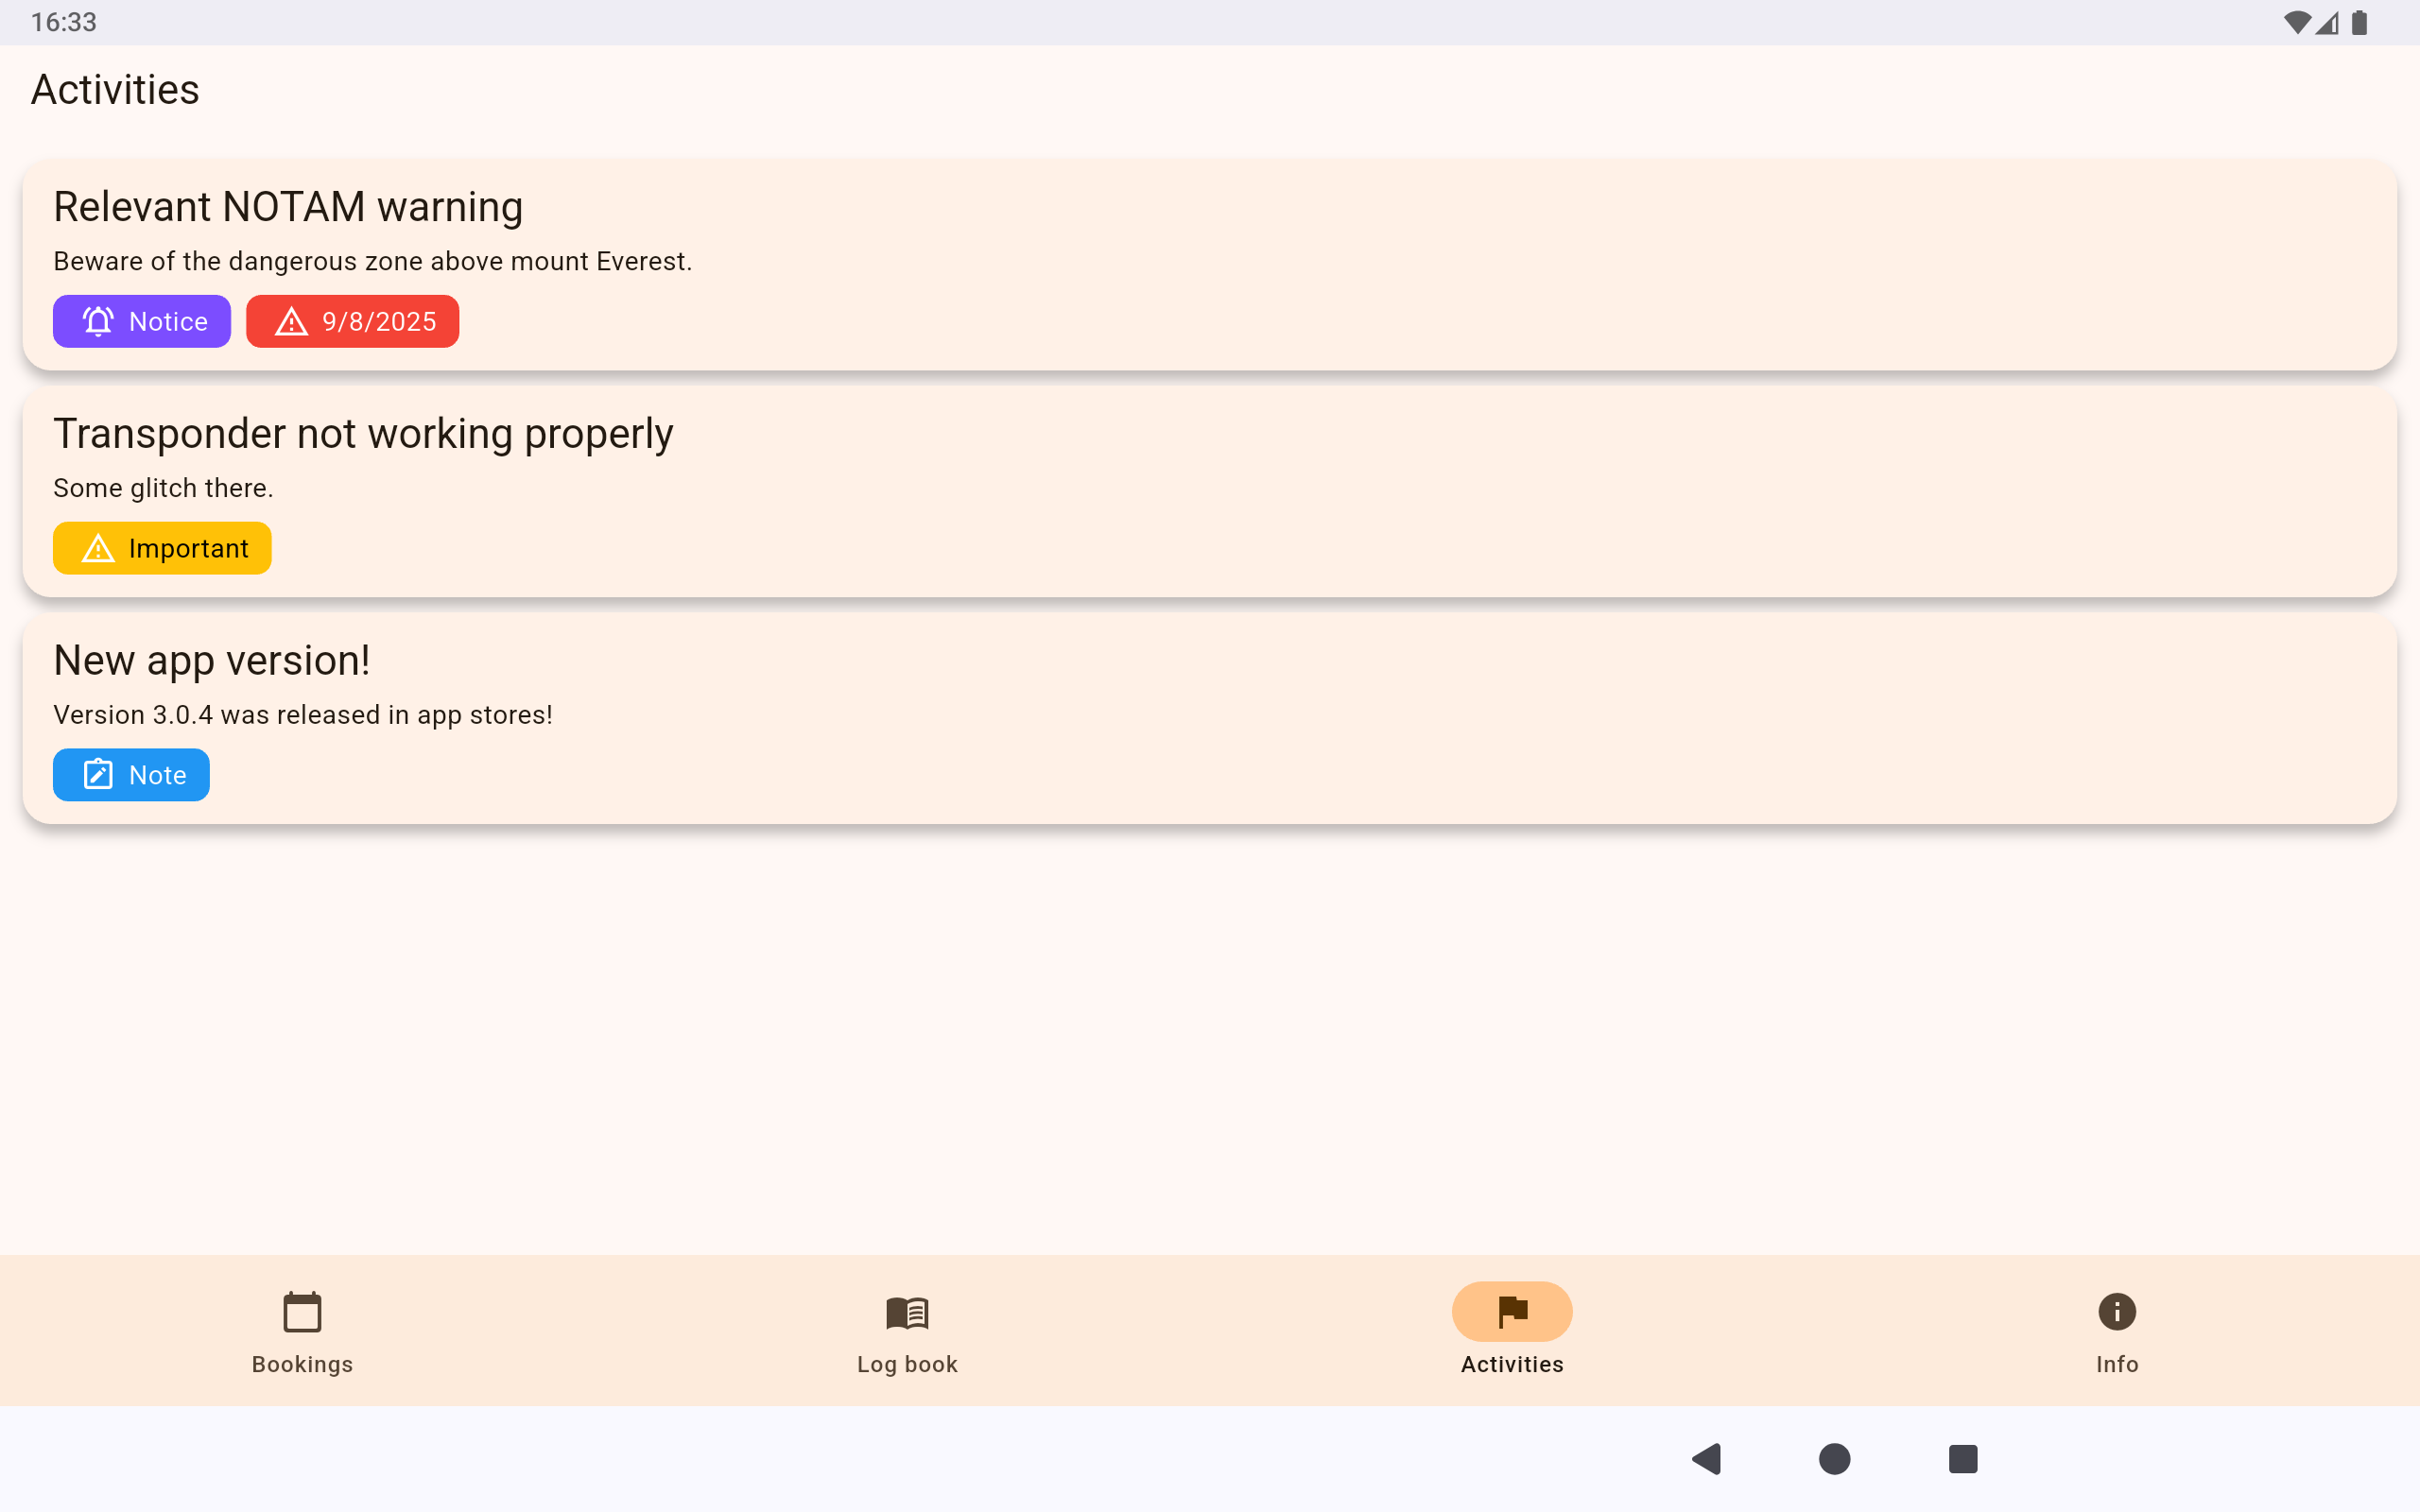 16:33
Activities
Relevant NOTAM warning
Beware of the dangerous zone above mount Everest.
Notice
9/8/2025
Transponder not working properly
Some glitch there.
Important
New app version!
Version 3.0.4 was released in app stores!
Note
Bookings
Log book
Activities
Info